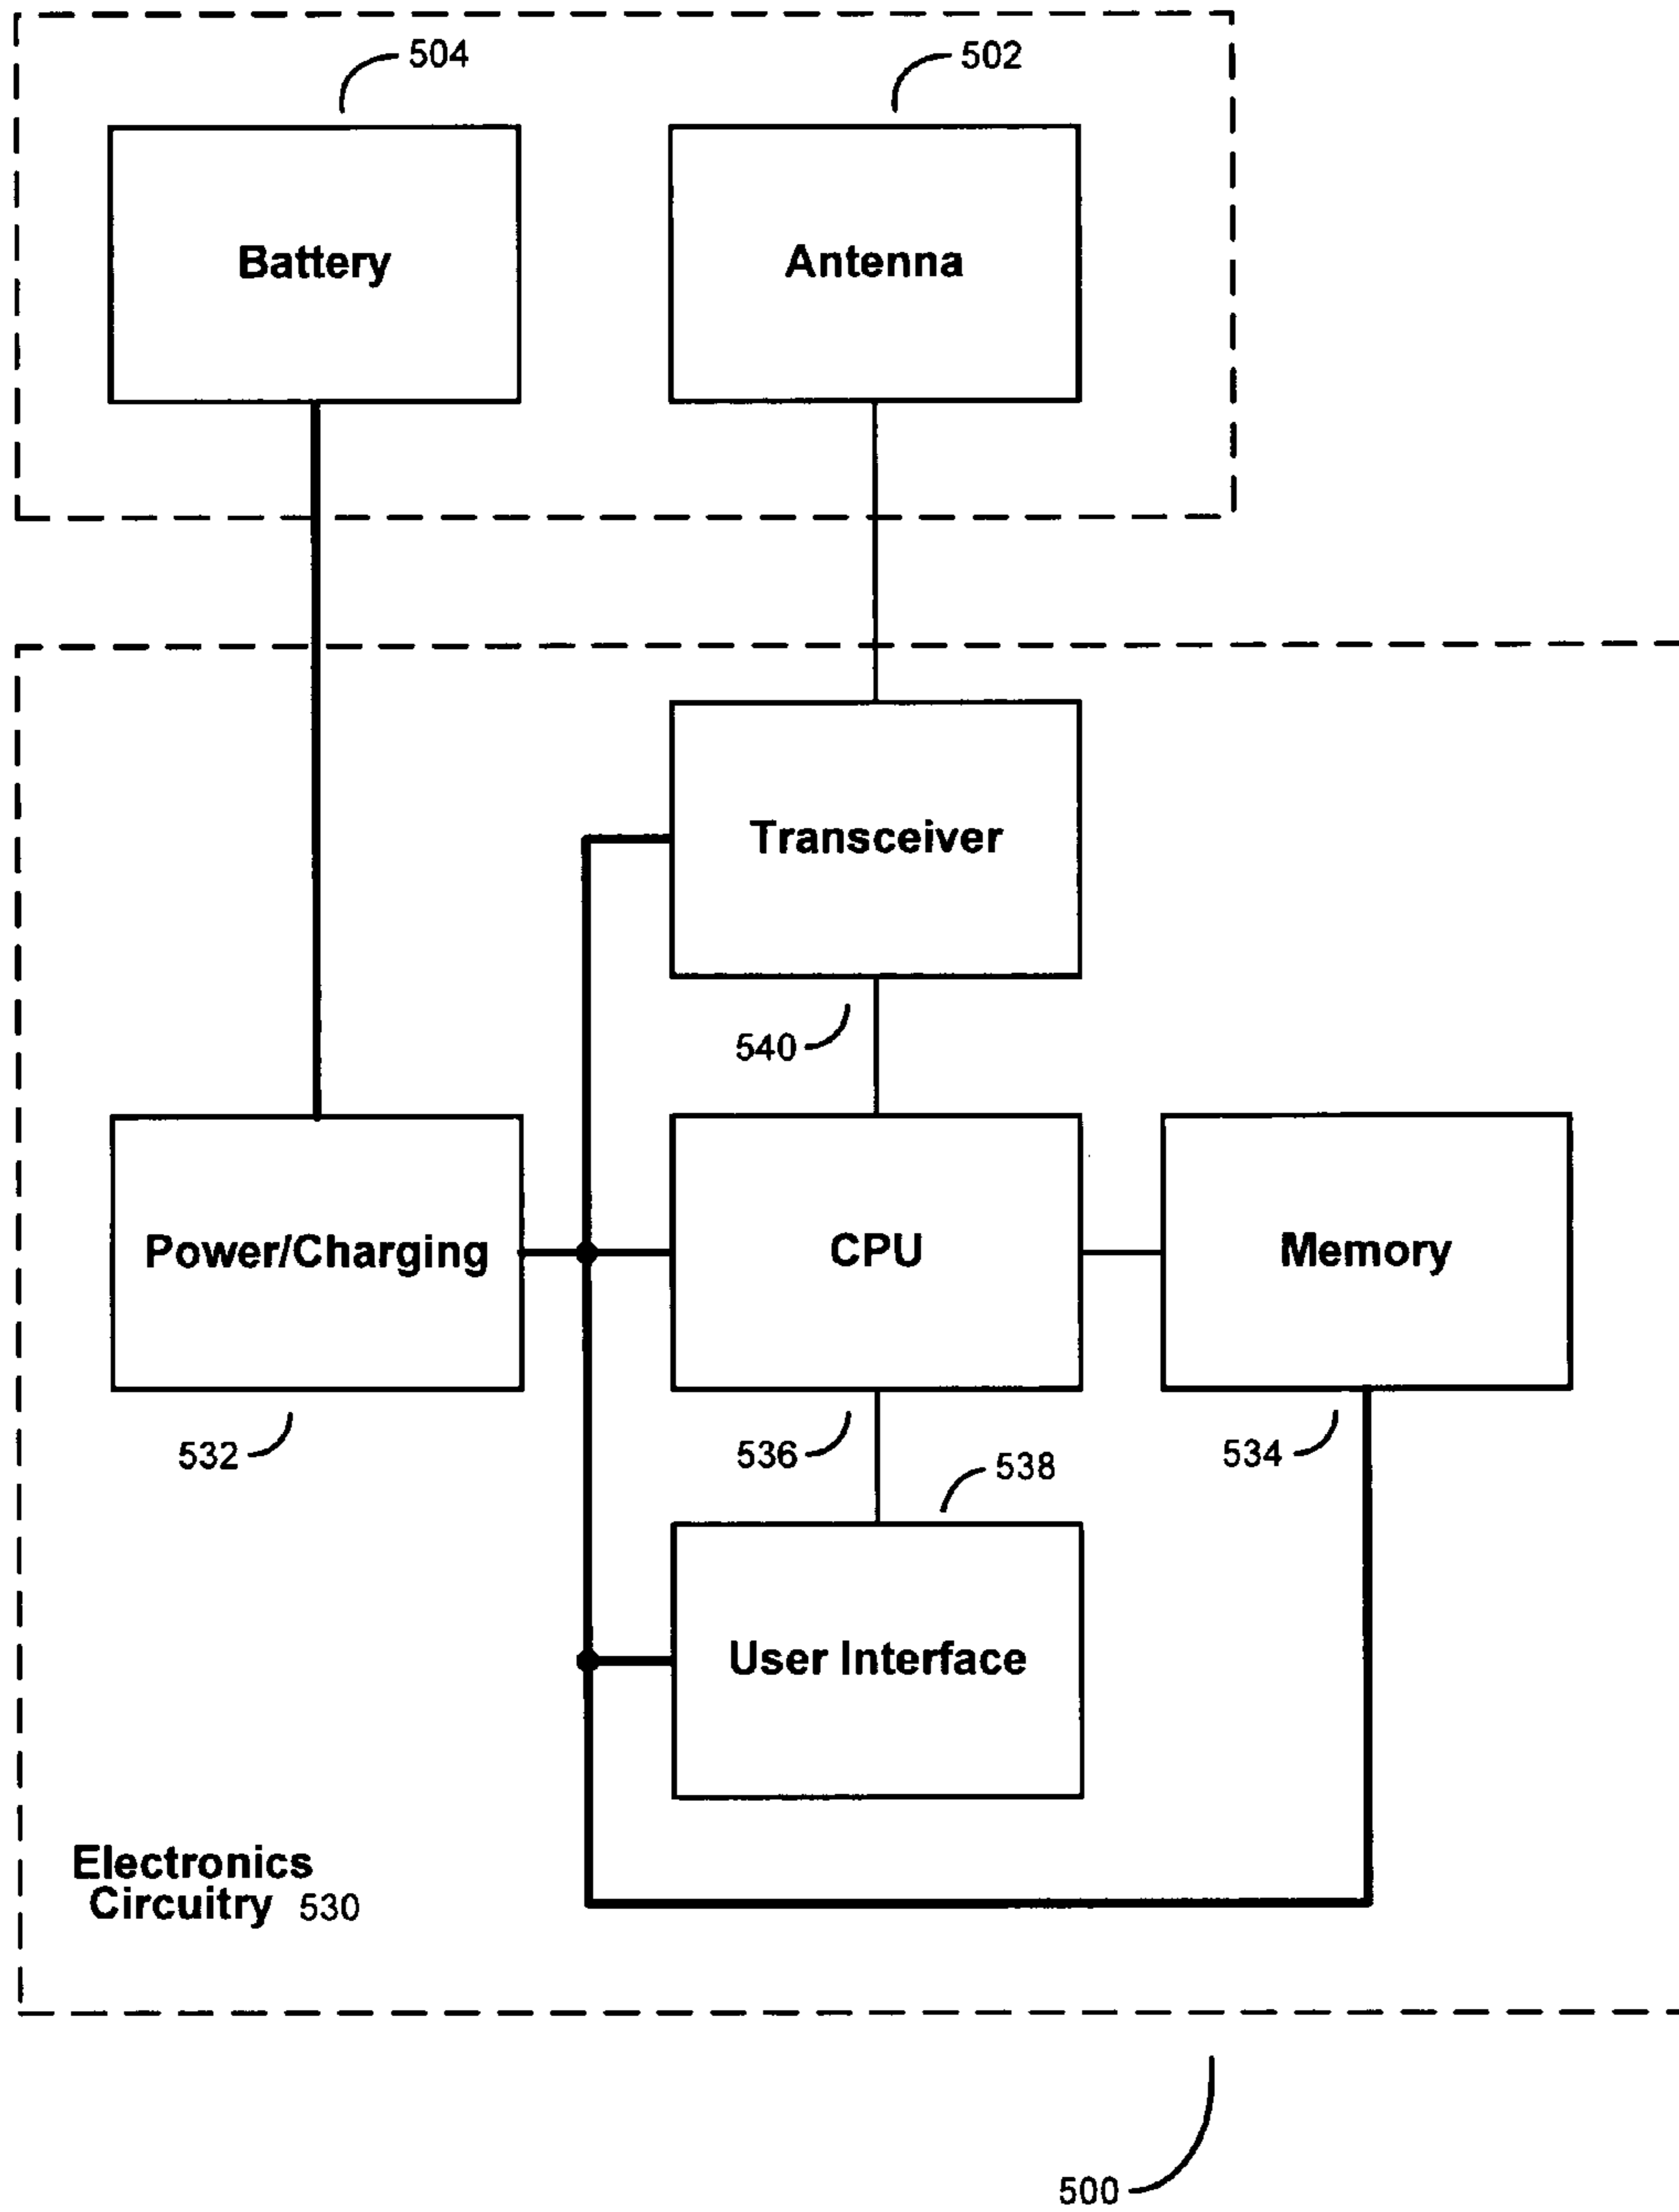 504
502
Battery
Antenna
Transceiver
540
Power/Charging
CPU
Memory
532
536
534
538
User Interface
Electronics
Circuitry 530
500